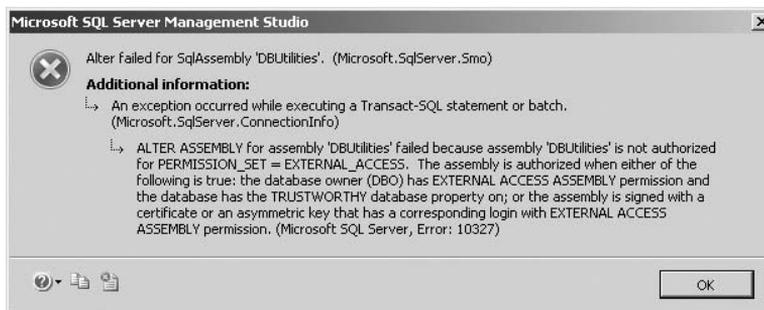 Microsoft SQL Server Management Studio
Alter failed for SqlAssembly 'DBUtilities'. (Microsoft.SqlServer.Smo)
Additional information:
An exception occurred while executing a Transact-SQL statement or batch.
(Microsoft.SqlServer.ConnectionInfo)
ALTER ASSEMBLY for assembly 'DBUtilities' failed because assembly 'DBUtilities' is not authorized
for PERMISSION_SET = EXTERNAL_ACCESS. The assembly is authorized when either of the
following is true: the database owner (DBO) has EXTERNAL ACCESS ASSEMBLY permission and
the database has the TRUSTWORTHY database property on; or the assembly is signed with a
certificate or an asymmetric key that has a corresponding login with EXTERNAL ACCESS
ASSEMBLY permission. (Microsoft SQL Server, Error: 10327)
OK